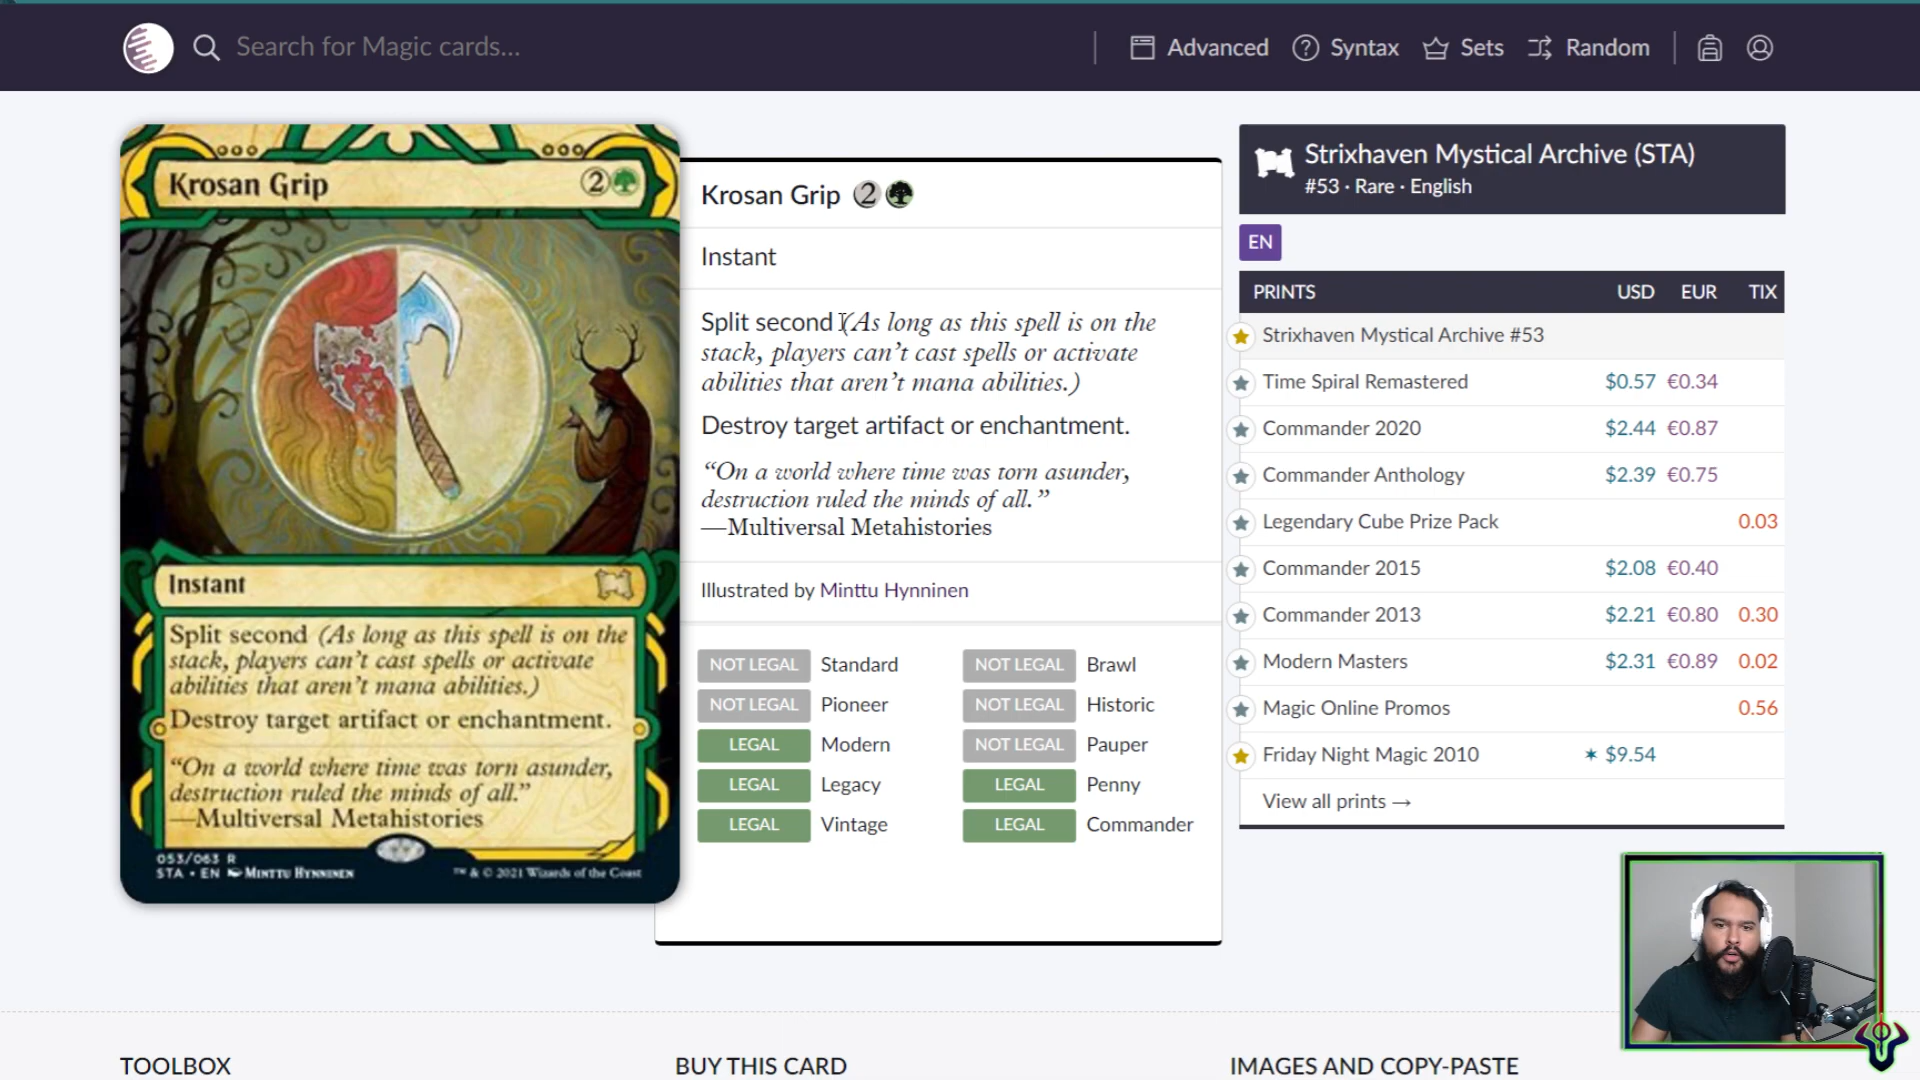 Search for Magic cards...
Advanced
Syntax
Sets
Random
Krosan Grip 2
Instant
Split second (As long as this spell is on the
stack, players can't cast spells or activate
abilities that aren't mana abilities.)
Destroy target artifact or enchantment.
"On a world where time was torn asunder,
destruction ruled the minds of all."
—Multiversal Metahistories
053/063 R
STA • EN Minttu Hynninen
™ & © 2021 Wizards of the Coast
Krosan Grip 2
Instant
Split second (As long as this spell is on the
stack, players can't cast spells or activate
abilities that aren't mana abilities.)
Destroy target artifact or enchantment.
"On a world where time was torn asunder,
destruction ruled the minds of all."
—Multiversal Metahistories
Illustrated by Minttu Hynninen
NOT LEGAL Standard NOT LEGAL Brawl
NOT LEGAL Pioneer NOT LEGAL Historic
LEGAL Modern NOT LEGAL Pauper
LEGAL Legacy LEGAL Penny
LEGAL Vintage LEGAL Commander
Strixhaven Mystical Archive (STA)
#53 · Rare · English
EN
PRINTS USD EUR TIX
Strixhaven Mystical Archive #53
Time Spiral Remastered $0.57 €0.34
Commander 2020 $2.44 €0.87
Commander Anthology $2.39 €0.75
Legendary Cube Prize Pack 0.03
Commander 2015 $2.08 €0.40
Commander 2013 $2.21 €0.80 0.30
Modern Masters $2.31 €0.89 0.02
Magic Online Promos 0.56
Friday Night Magic 2010 ✶ $9.54
View all prints →
TOOLBOX
BUY THIS CARD
IMAGES AND COPY-PASTE